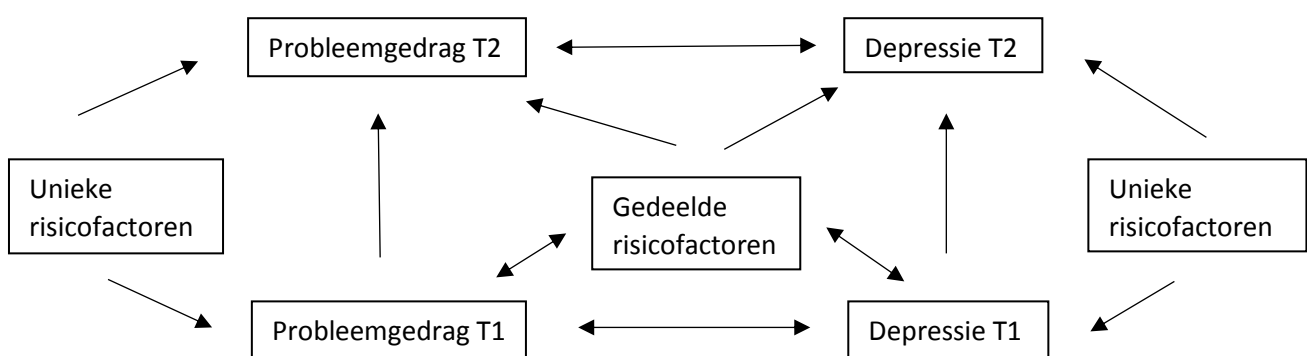 Probleemgedrag T2
Depressie T2
Unieke
risicofactoren
Gedeelde
risicofactoren
Unieke
risicofactoren
Probleemgedrag T1
Depressie T1